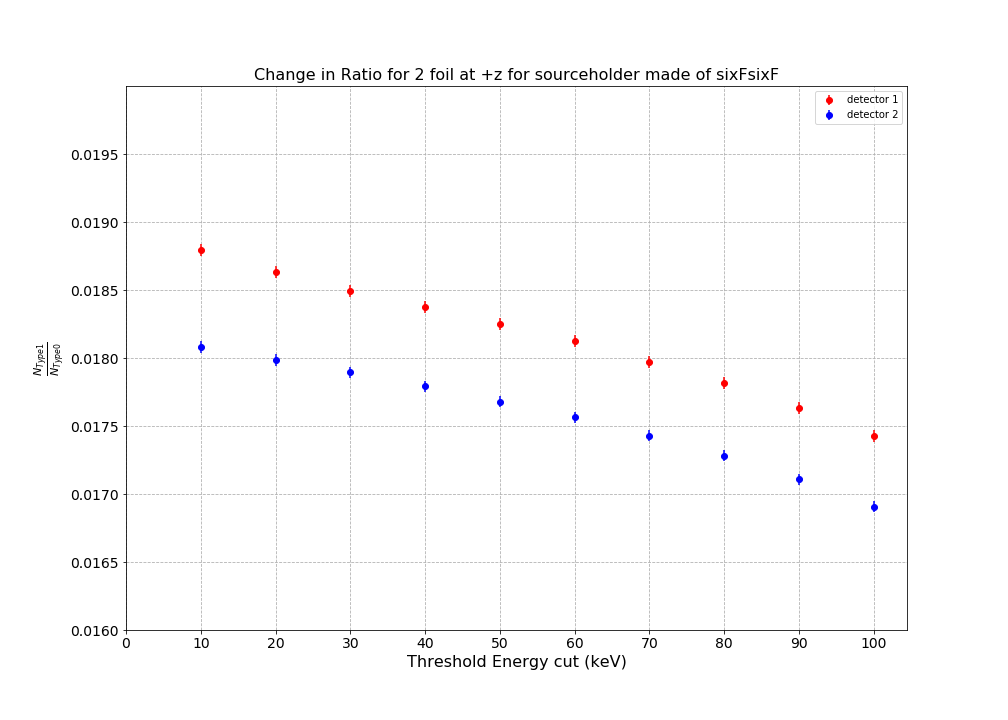 Change in Ratio for 2 foil at +z for sourceholder made of sixFsixF
detector 1
detector 2
0.0195
0.0190
0.0185
0.0180
0.0175
0.0170
0.0165
0.0160
N_Type1
N_Type0
0 10 20 30 40 50 60 70 80 90 100
Threshold Energy cut (keV)